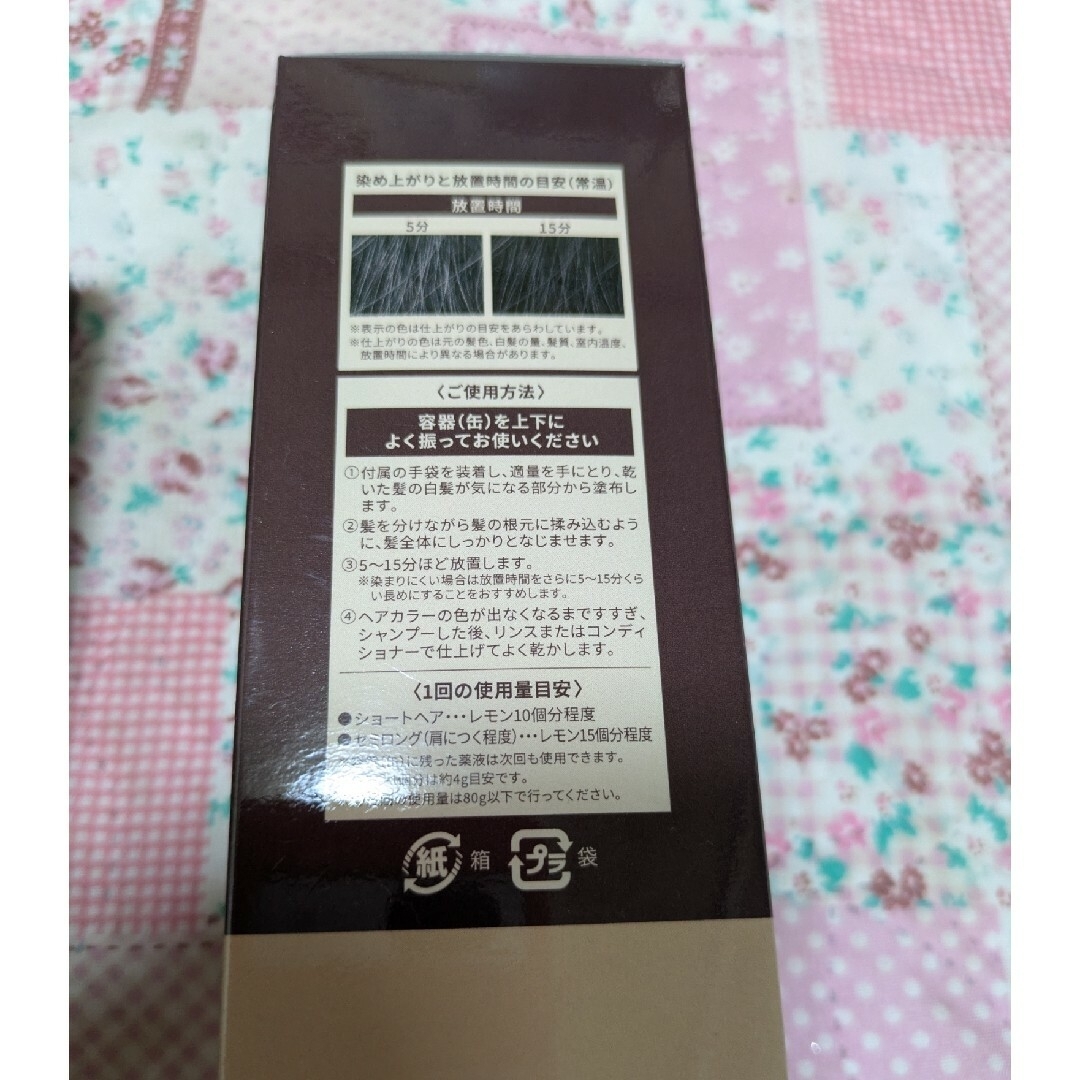 染め上がりと放置時間の目安(常温)
放置時間
5分 15分
※表示の色は仕上がりの目安をあらわしています。
※仕上がりの色は元の髪色、白髪の量、髪質、室内温度、
放置時間により異なる場合があります。
〈ご使用方法〉
容器(缶)を上下に
よく振ってお使いください
①付属の手袋を装着し、適量を手にとり、乾
いた髪の白髪が気になる部分から塗布し
ます。
②髪を分けながら髪の根元に揉み込むよう
に、髪全体にしっかりとなじませます。
③5〜15分ほど放置します。
※染まりにくい場合は放置時間をさらに5〜15分くら
い長めにすることをおすすめします。
④ヘアカラーの色が出なくなるまですすぎ、
シャンプーした後、リンスまたはコンディ
ショナーで仕上げてよく乾かします。
〈1回の使用量目安〉
●ショートヘア・・・レモン10個分程度
●セミロング(肩につく程度)・・・レモン15個分程度
に残った薬液は次回も使用できます。
個分は約4g目安です。
の使用量は80g以下で行ってください。
紙 箱 プラ 袋